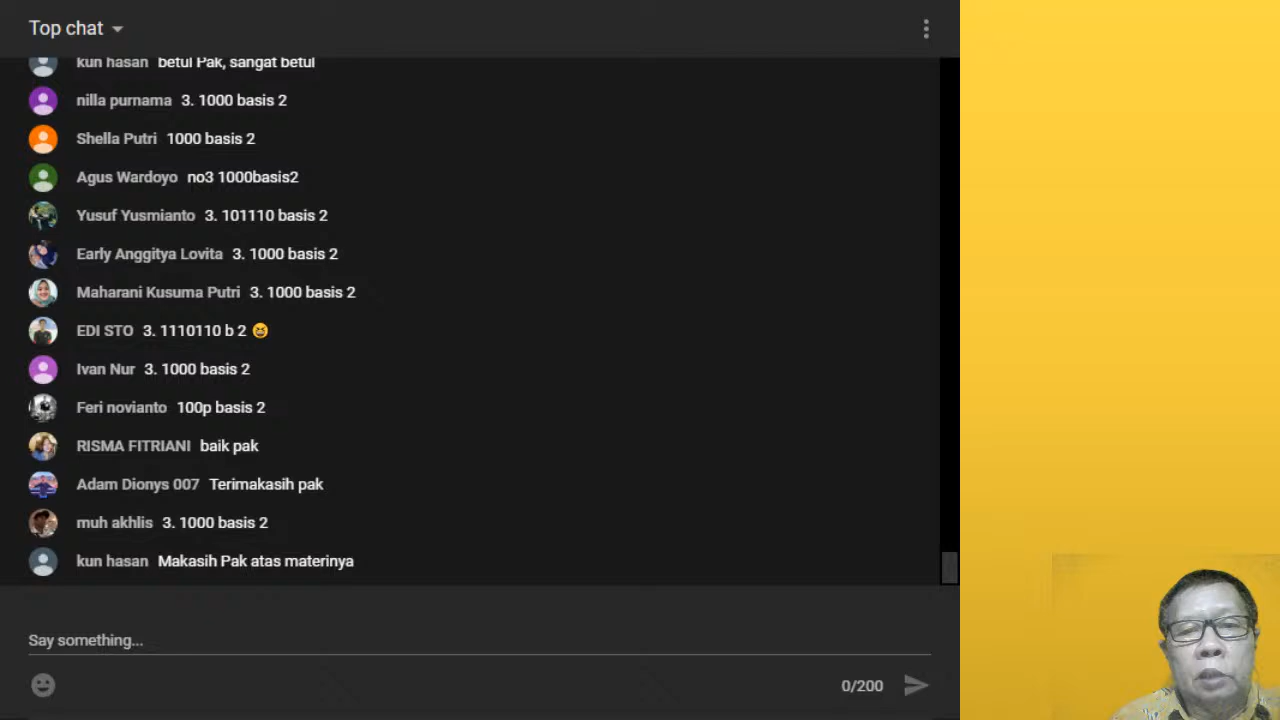 Top chat
kun hasan betul Pak, sangat betul
nilla purnama 3. 1000 basis 2
Shella Putri 1000 basis 2
Agus Wardoyo no3 1000basis2
Yusuf Yusmianto 3. 101110 basis 2
Early Anggitya Lovita 3. 1000 basis 2
Maharani Kusuma Putri 3. 1000 basis 2
EDI STO 3. 1110110 b 2 😆
Ivan Nur 3. 1000 basis 2
Feri novianto 100p basis 2
RISMA FITRIANI baik pak
Adam Dionys 007 Terimakasih pak
muh akhlis 3. 1000 basis 2
kun hasan Makasih Pak atas materinya
Say something...
0/200